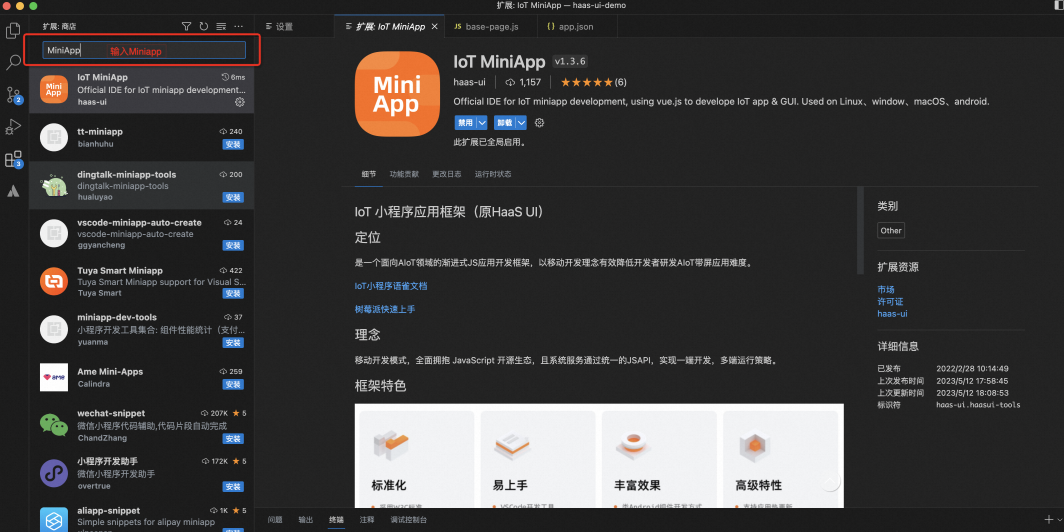 扩展: IoT MiniApp — haas-ui-demo
扩展: 商店
设置
扩展: IoT MiniApp
base-page.js
app.json
MiniApp
输入Miniapp
IoT MiniApp
6ms
Official IDE for IoT miniapp development...
haas-ui
tt-miniapp
240
bianhuhu
安装
dingtalk-miniapp-tools
200
dingtalk-miniapp-tools
hualuyao
安装
vscode-miniapp-auto-create
24
vscode-miniapp-auto-create
ggyancheng
安装
Tuya Smart Miniapp
422
Tuya Smart Miniapp support for Visual S...
Tuya Smart
安装
miniapp-dev-tools
37
小程序开发工具集合: 组件性能统计（支付...
yuanma
安装
Ame Mini-Apps
259
Calindra
安装
wechat-snippet
207K
5
微信小程序代码辅助,代码片段自动完成
ChandZhang
安装
小程序开发助手
172K
5
微信小程序开发助手
overtrue
安装
aliapp-snippet
1K
5
Simple snippets for alipay miniapp
Mini
App
IoT MiniApp
v1.3.6
haas-ui
1,157
(6)
Official IDE for IoT miniapp development, using vue.js to develope IoT app & GUI. Used on Linux、window、macOS、android.
禁用
卸载
此扩展已全局启用。
细节
功能贡献
更改日志
运行时状态
IoT 小程序应用框架（原HaaS UI）
定位
是一个面向AIoT领域的渐进式JS应用开发框架，以移动开发理念有效降低开发者研发AIoT带屏应用难度。
IoT小程序语雀文档
树莓派快速上手
理念
移动开发模式，全面拥抱 JavaScript 开源生态，且系统服务通过统一的JSAPI，实现一端开发，多端运行策略。
框架特色
标准化
易上手
丰富效果
高级特性
类别
Other
扩展资源
市场
许可证
haas-ui
详细信息
已发布
2022/2/28 10:14:49
上次发布时间
2023/5/12 17:58:45
上次更新时间
2023/5/12 18:08:53
标识符
haas-ui.haasui-tools
问题
输出
终端
注释
调试控制台